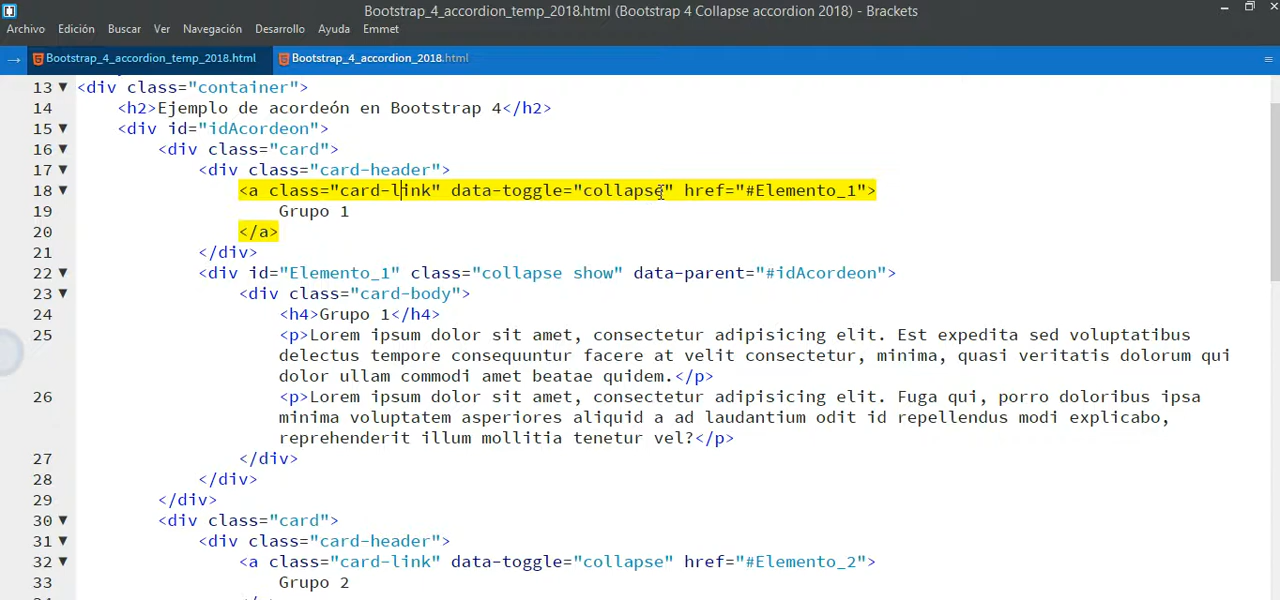 Bootstrap_4_accordion_temp_2018.html (Bootstrap 4 Collapse accordion 2018) - Brackets
Archivo Edición Buscar Ver Navegación Desarrollo Ayuda Emmet
Bootstrap_4_accordion_temp_2018.html Bootstrap_4_accordion_2018.html
13 <div class="container">
14 <h2>Ejemplo de acordeón en Bootstrap 4</h2>
15 <div id="idAcordeon">
16 <div class="card">
17 <div class="card-header">
18 <a class="card-link" data-toggle="collapse" href="#Elemento_1">
19 Grupo 1
20 </a>
21 </div>
22 <div id="Elemento_1" class="collapse show" data-parent="#idAcordeon">
23 <div class="card-body">
24 <h4>Grupo 1</h4>
25 <p>Lorem ipsum dolor sit amet, consectetur adipisicing elit. Est expedita sed voluptatibus
delectus tempore consequuntur facere at velit consectetur, minima, quasi veritatis dolorum qui
dolor ullam commodi amet beatae quidem.</p>
26 <p>Lorem ipsum dolor sit amet, consectetur adipisicing elit. Fuga qui, porro doloribus ipsa
minima voluptatem asperiores aliquid a ad laudantium odit id repellendus modi explicabo,
reprehenderit illum mollitia tenetur vel?</p>
27 </div>
28 </div>
29 </div>
30 <div class="card">
31 <div class="card-header">
32 <a class="card-link" data-toggle="collapse" href="#Elemento_2">
33 Grupo 2